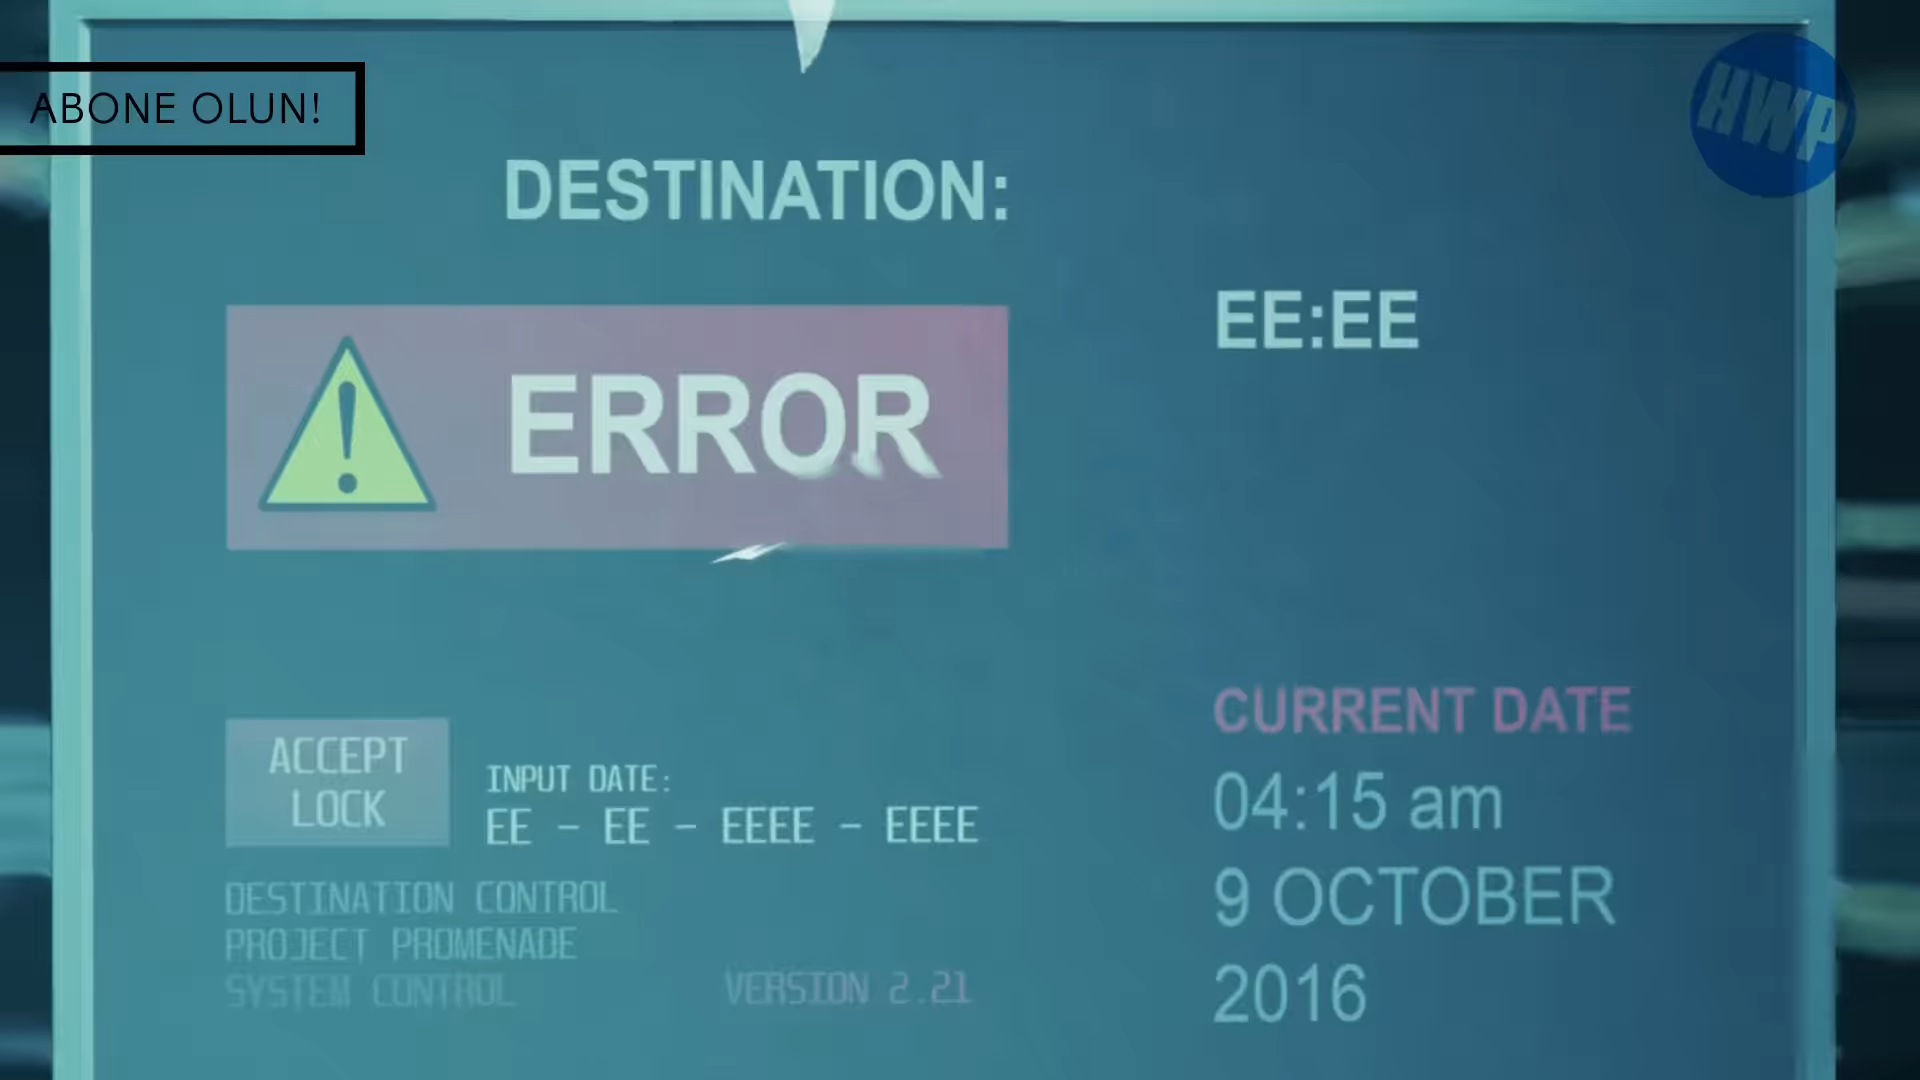 ABONE OLUN!
HWP
DESTINATION:
EE:EE
ERROR
CURRENT DATE
04:15 am
9 OCTOBER
2016
ACCEPT
LOCK
INPUT DATE:
EE - EE - EEEE - EEEE
DESTINATION CONTROL
PROJECT PROMENADE
SYSTEM CONTROL
VERSION 2.21